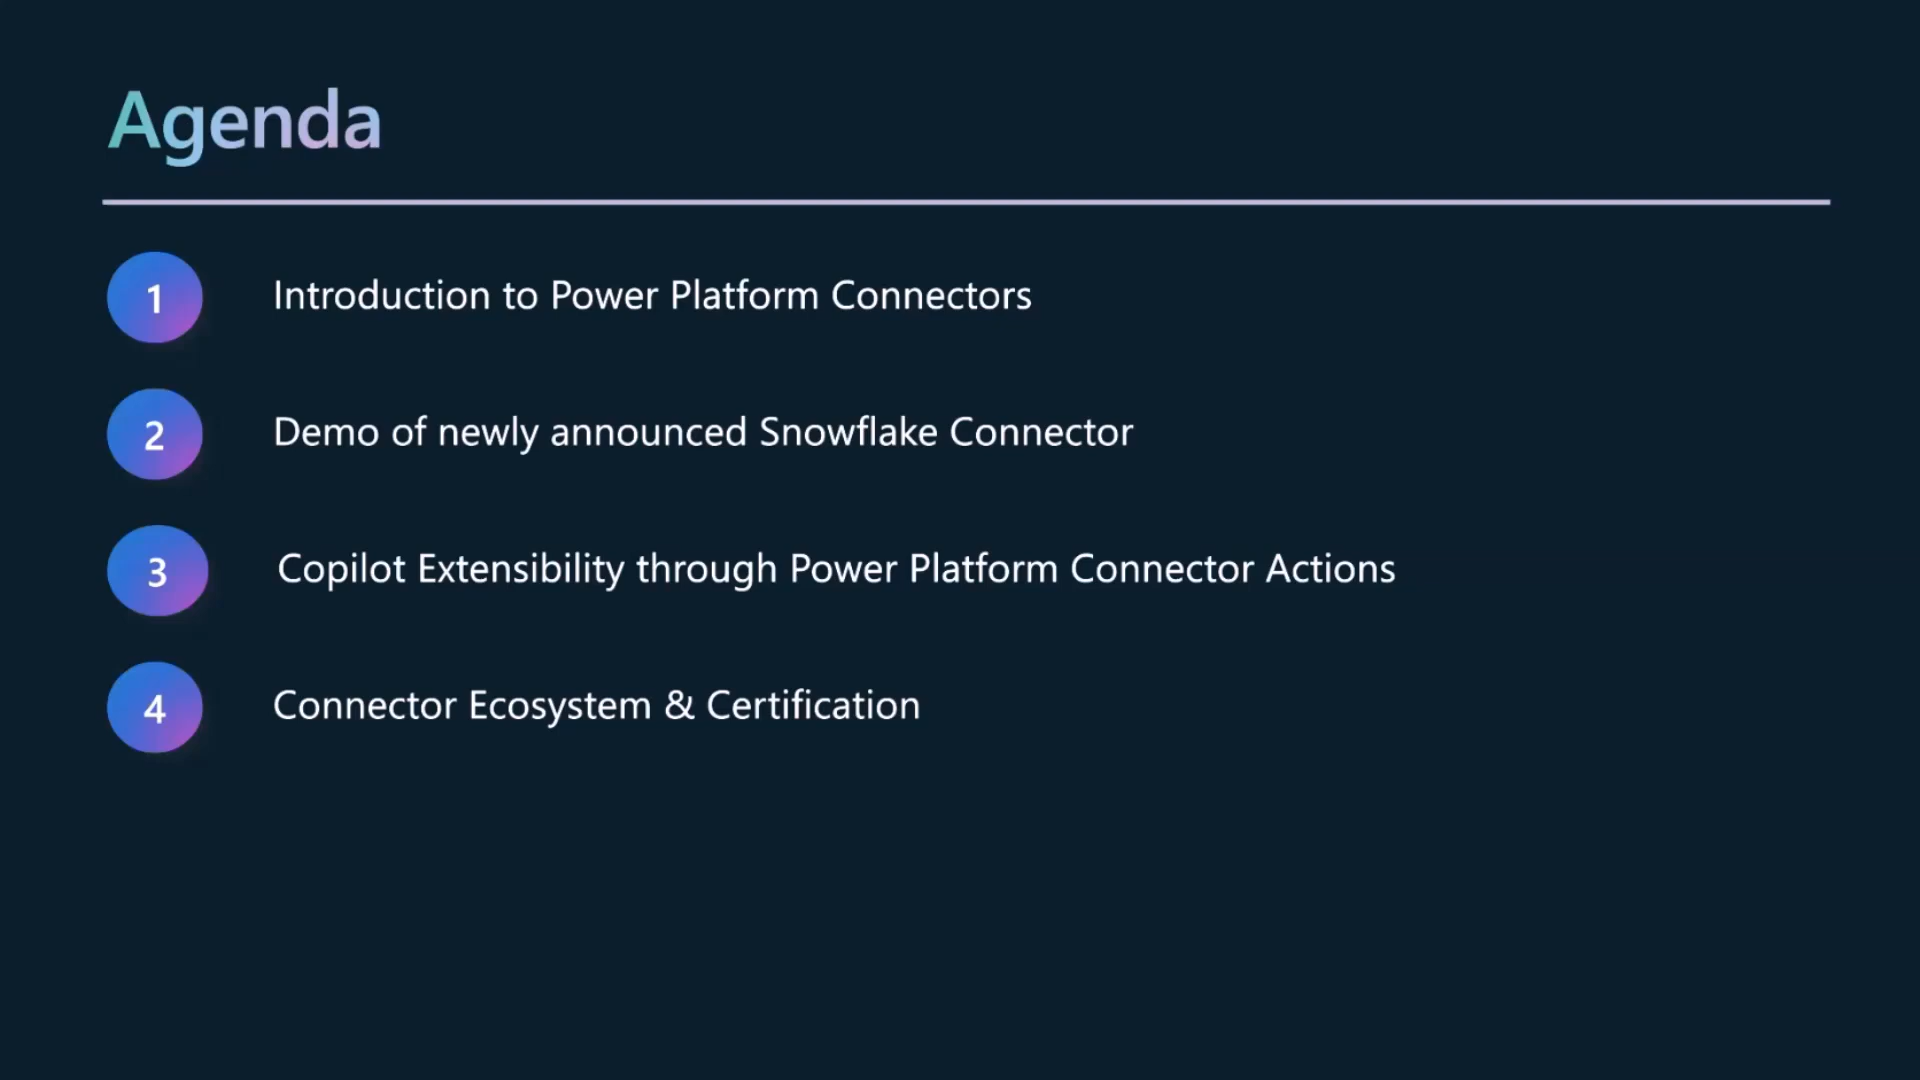 Agenda
1 Introduction to Power Platform Connectors
2 Demo of newly announced Snowflake Connector
3 Copilot Extensibility through Power Platform Connector Actions
4 Connector Ecosystem & Certification